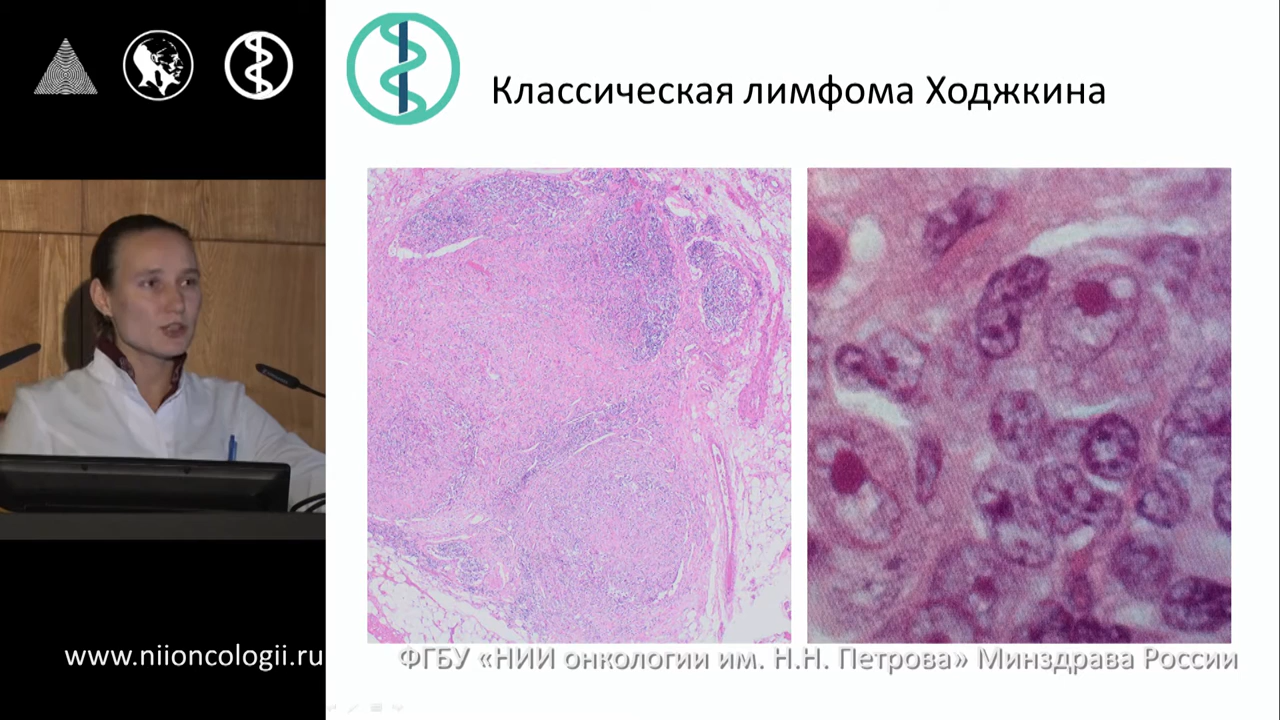 Классическая лимфома Ходжкина
www.niioncologii.ru
ФГБУ «НИИ онкологии им. Н.Н. Петрова» Минздрава России